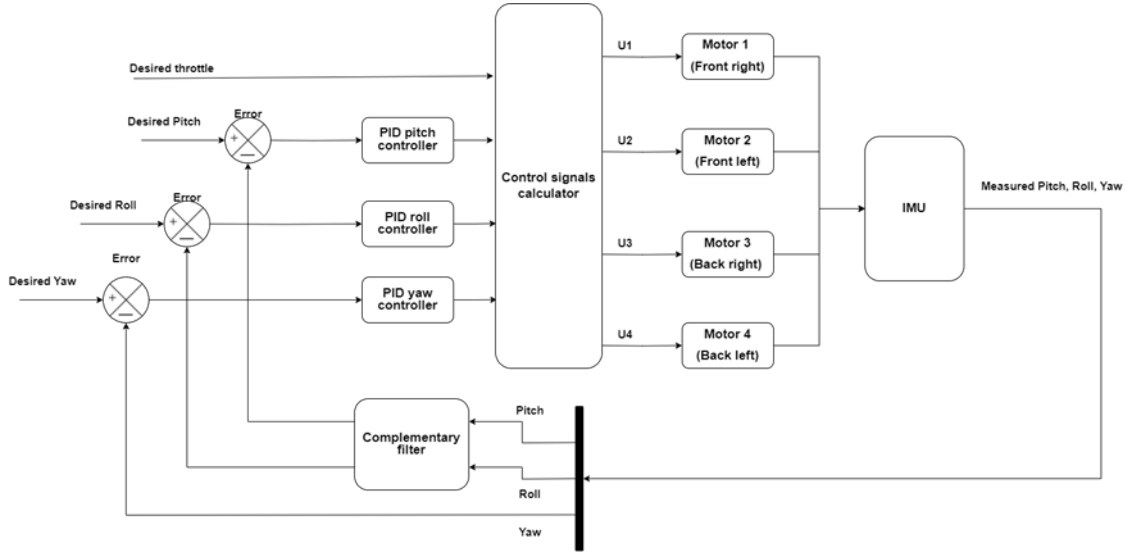 Desired throttle
Desired Pitch
Error
+
−
PID pitch
controller
Desired Roll
Error
+
−
PID roll
controller
Desired Yaw
Error
+
−
PID yaw
controller
Control signals
calculator
U1
Motor 1
(Front right)
U2
Motor 2
(Front left)
U3
Motor 3
(Back right)
U4
Motor 4
(Back left)
IMU
Measured Pitch, Roll, Yaw
Complementary
filter
Pitch
Roll
Yaw